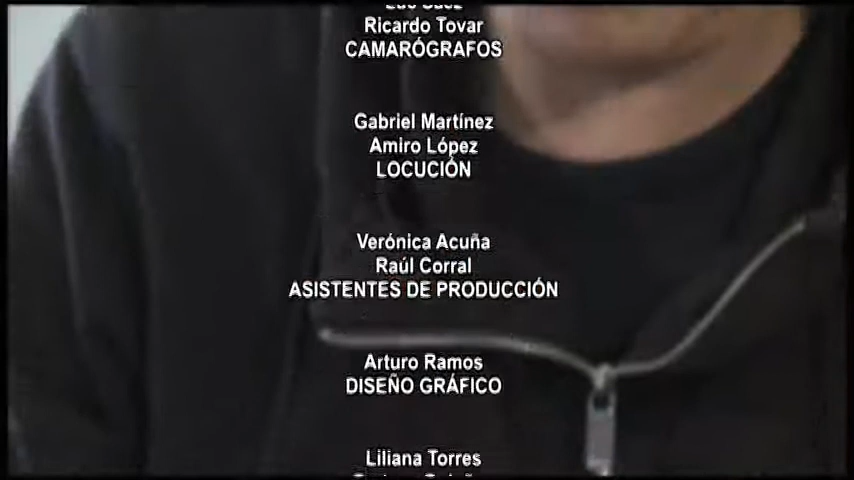 Ricardo Tovar
CAMARÓGRAFOS
Gabriel Martínez
Amiro López
LOCUCIÓN
Verónica Acuña
Raúl Corral
ASISTENTES DE PRODUCCIÓN
Arturo Ramos
DISEÑO GRÁFICO
Liliana Torres